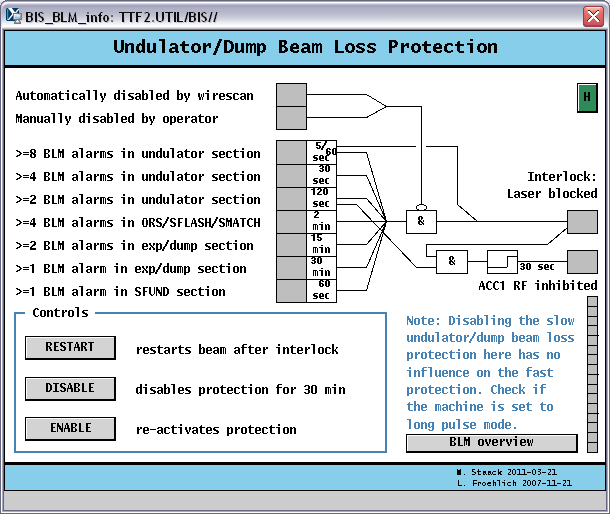 BIS_BLM_info: TTF2.UTIL/BIS//
Undulator/Dump Beam Loss Protection
Automatically disabled by wirescan
Manually disabled by operator
H
>=8 BLM alarms in undulator section
5/60
sec
>=4 BLM alarms in undulator section
30
sec
>=2 BLM alarms in undulator section
120
sec
>=4 BLM alarms in ORS/SFLASH/SMATCH
2
min
>=2 BLM alarms in exp/dump section
15
min
>=1 BLM alarm in exp/dump section
30
min
>=1 BLM alarm in SFUND section
60
sec
&
&
30 sec
Interlock:
Laser blocked
ACC1 RF inhibited
Controls
RESTART
restarts beam after interlock
DISABLE
disables protection for 30 min
ENABLE
re-activates protection
Note: Disabling the slow
undulator/dump beam loss
protection here has no
influence on the fast
protection. Check if
the machine is set to
long pulse mode.
BLM overview
M. Staack 2011-03-21
L. Froehlich 2007-11-21